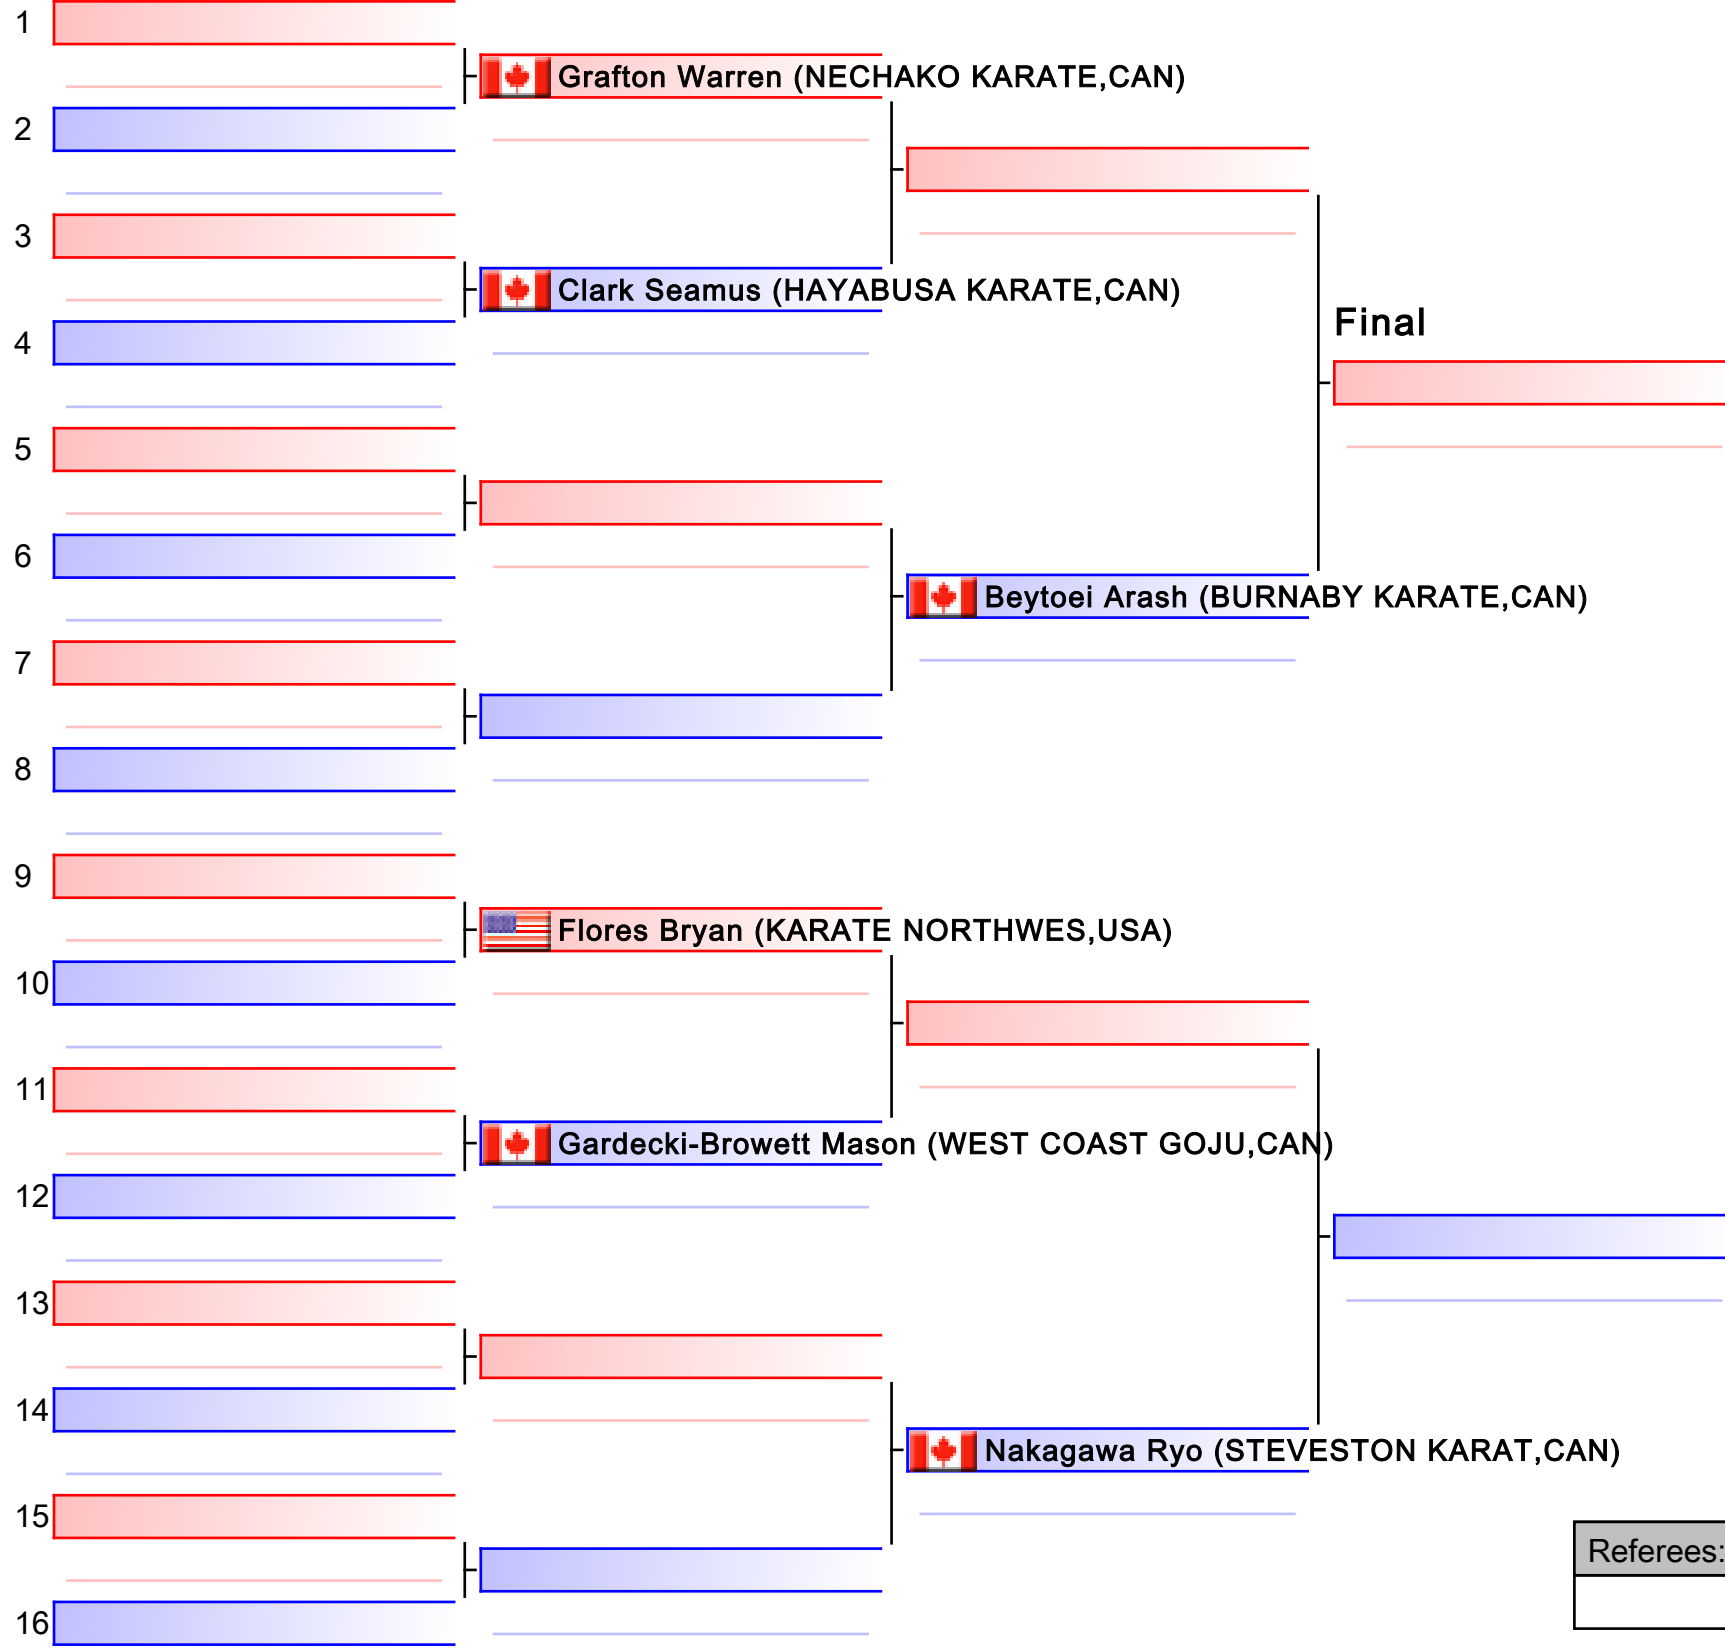 1
Grafton Warren (NECHAKO KARATE,CAN)
2
3
Clark Seamus (HAYABUSA KARATE,CAN)
4
Final
5
6
Beytoei Arash (BURNABY KARATE,CAN)
7
8
9
Flores Bryan (KARATE NORTHWES,USA)
10
11
Gardecki-Browett Mason (WEST COAST GOJU,CAN)
12
13
14
Nakagawa Ryo (STEVESTON KARAT,CAN)
15
Referees:
16